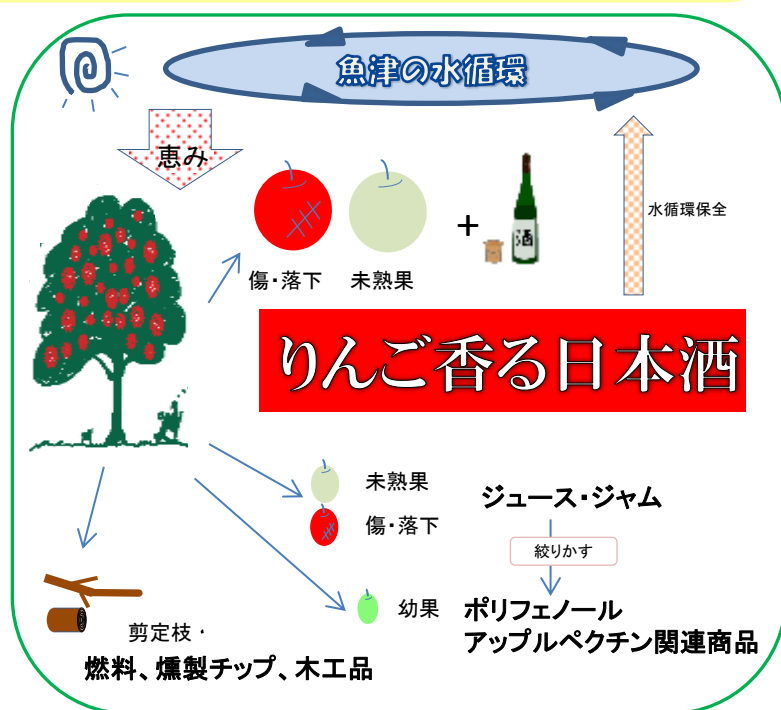 魚津の水循環
恵み
水循環保全
+
酒
傷・落下 未熟果
りんご香る日本酒
未熟果
傷・落下
ジュース・ジャム
絞りかす
幼果
ポリフェノール
アップルペクチン関連商品
剪定枝・
燃料、燻製チップ、木工品